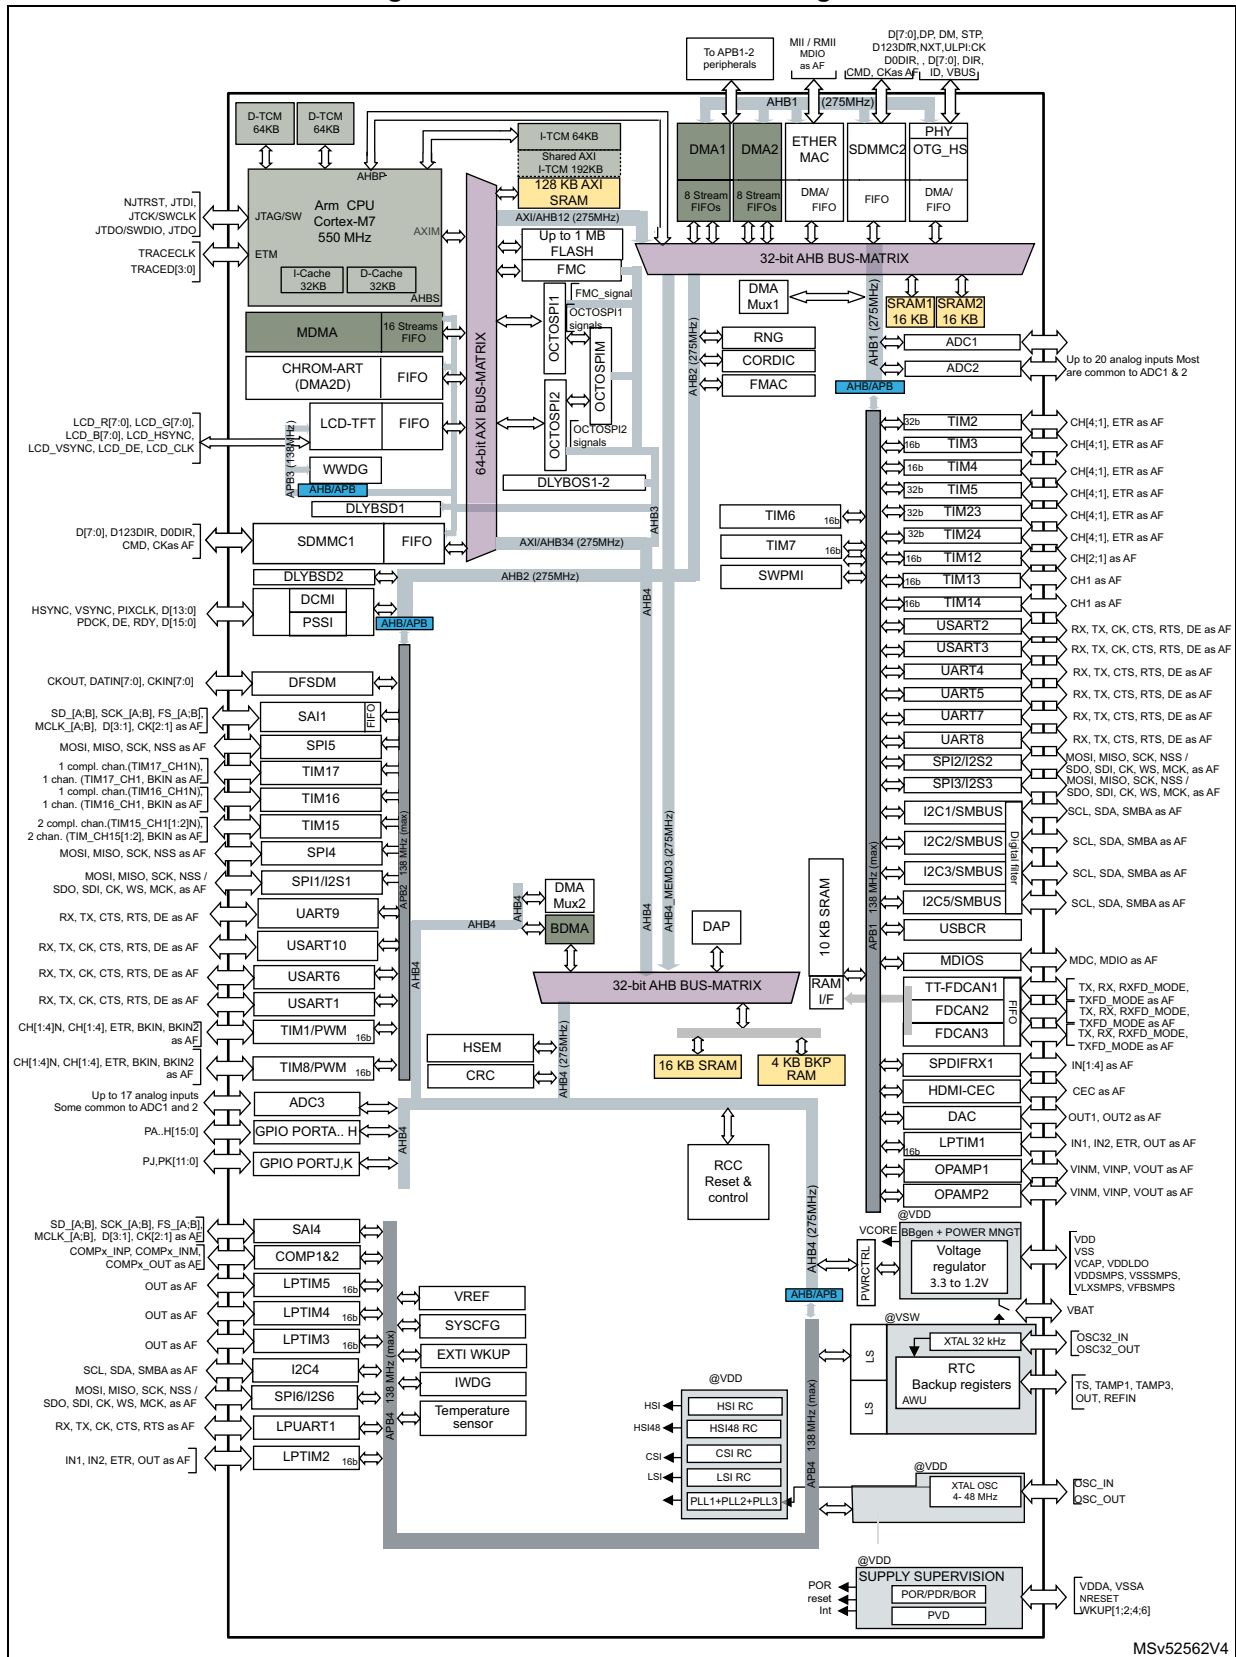 To APB1-2
peripherals
MII / RMII
MDIO
as AF
D[7:0],DP, DM, STP,
D123DIR,NXT,ULPI:CK
D0DIR, , D[7:0], DIR,
CMD, CKas AF ID, VBUS
AHB1 (275MHz)
D-TCM
64KB
D-TCM
64KB
I-TCM 64KB
Shared AXI
I-TCM 192KB
128 KB AXI
SRAM
DMA1
8 Stream
FIFOs
DMA2
8 Stream
FIFOs
ETHER
MAC
DMA/
FIFO
SDMMC2
FIFO
PHY
OTG_HS
DMA/
FIFO
AHBP
NJTRST, JTDI,
JTCK/SWCLK
JTDO/SWDIO, JTDO
TRACECLK
TRACED[3:0]
JTAG/SW
ETM
Arm CPU
Cortex-M7
550 MHz
AXIM
I-Cache
32KB
D-Cache
32KB
AHBS
AXI/AHB12 (275MHz)
Up to 1 MB
FLASH
FMC
FMC_signal
32-bit AHB BUS-MATRIX
DMA
Mux1
AHB1 (275MHz)
SRAM1
16 KB
SRAM2
16 KB
64-bit AXI BUS-MATRIX
OCTOSPI1
OCTOSPI1
signals
OCTOSPIM
OCTOSPI2
OCTOSPI2
signals
DLYBOS1-2
MDMA
16 Streams
FIFO
CHROM-ART
(DMA2D)
FIFO
LCD_R[7:0], LCD_G[7:0],
LCD_B[7:0], LCD_HSYNC,
LCD_VSYNC, LCD_DE, LCD_CLK
LCD-TFT
FIFO
APB3 (138MHz)
WWDG
AHB/APB
DLYBSD1
D[7:0], D123DIR, D0DIR,
CMD, CKas AF
SDMMC1
FIFO
AHB2 (275MHz)
RNG
CORDIC
FMAC
ADC1
ADC2
Up to 20 analog inputs Most
are common to ADC1 & 2
AHB/APB
AHB3
AXI/AHB34 (275MHz)
AHB2 (275MHz)
DLYBSD2
DCMI
PSSI
HSYNC, VSYNC, PIXCLK, D[13:0]
PDCK, DE, RDY, D[15:0]
AHB/APB
AHB4
TIM6
16b
TIM7
16b
SWPMI
32b
TIM2
CH[4;1], ETR as AF
16b
TIM3
CH[4;1], ETR as AF
16b
TIM4
CH[4;1], ETR as AF
32b
TIM5
CH[4;1], ETR as AF
32b
TIM23
CH[4;1], ETR as AF
32b
TIM24
CH[4;1], ETR as AF
16b
TIM12
CH[2;1] as AF
16b
TIM13
CH1 as AF
16b
TIM14
CH1 as AF
USART2
RX, TX, CK, CTS, RTS, DE as AF
USART3
RX, TX, CK, CTS, RTS, DE as AF
UART4
RX, TX, CTS, RTS, DE as AF
UART5
RX, TX, CTS, RTS, DE as AF
UART7
RX, TX, CTS, RTS, DE as AF
UART8
RX, TX, CTS, RTS, DE as AF
SPI2/I2S2
MOSI, MISO, SCK, NSS /
SDO, SDI, CK, WS, MCK, as AF
SPI3/I2S3
MOSI, MISO, SCK, NSS /
SDO, SDI, CK, WS, MCK, as AF
I2C1/SMBUS
SCL, SDA, SMBA as AF
I2C2/SMBUS
SCL, SDA, SMBA as AF
I2C3/SMBUS
SCL, SDA, SMBA as AF
I2C5/SMBUS
SCL, SDA, SMBA as AF
Digital filter
USBCR
MDIOS
MDC, MDIO as AF
TT-FDCAN1
FDCAN2
FDCAN3
FIFO
TX, RX, RXFD_MODE,
TXFD_MODE as AF
TX, RX, RXFD_MODE,
TXFD_MODE as AF
TX, RX, RXFD_MODE,
TXFD_MODE as AF
SPDIFRX1
IN[1:4] as AF
HDMI-CEC
CEC as AF
DAC
OUT1, OUT2 as AF
16b
LPTIM1
IN1, IN2, ETR, OUT as AF
OPAMP1
VINM, VINP, VOUT as AF
OPAMP2
VINM, VINP, VOUT as AF
APB1 138 MHz (max)
10 KB SRAM
RAM
I/F
CKOUT, DATIN[7:0], CKIN[7:0]
DFSDM
SD_[A;B], SCK_[A;B], FS_[A;B],
MCLK_[A;B], D[3:1], CK[2:1] as AF
SAI1
FIFO
MOSI, MISO, SCK, NSS as AF
SPI5
1 compl. chan.(TIM17_CH1N),
1 chan. (TIM17_CH1, BKIN as AF
TIM17
1 compl. chan.(TIM16_CH1N),
1 chan. (TIM16_CH1, BKIN as AF
TIM16
2 compl. chan.(TIM15_CH1[1:2]N),
2 chan. (TIM_CH15[1:2], BKIN as AF
TIM15
MOSI, MISO, SCK, NSS as AF
SPI4
MOSI, MISO, SCK, NSS /
SDO, SDI, CK, WS, MCK, as AF
SPI1/I2S1
RX, TX, CTS, RTS, DE as AF
UART9
RX, TX, CK, CTS, RTS, DE as AF
USART10
RX, TX, CK, CTS, RTS, DE as AF
USART6
RX, TX, CK, CTS, RTS, DE as AF
USART1
CH[1:4]N, CH[1:4], ETR, BKIN, BKIN2
as AF
TIM1/PWM
16b
CH[1:4]N, CH[1:4], ETR, BKIN, BKIN2
as AF
TIM8/PWM
16b
APB2 138 MHz (max)
Up to 17 analog inputs
Some common to ADC1 and 2
ADC3
PA..H[15:0]
GPIO PORTA.. H
PJ,PK[11:0]
GPIO PORTJ,K
AHB4
AHB4
AHB4
AHB4
DMA
Mux2
BDMA
AHB4
AHB4_MEMD3 (275MHz)
DAP
32-bit AHB BUS-MATRIX
HSEM
CRC
AHB4 (275MHz)
16 KB SRAM
4 KB BKP
RAM
RCC
Reset &
control
AHB4 (275MHz)
AHB/APB
@VDD
VCORE
BBgen + POWER MNGT
Voltage
regulator
3.3 to 1.2V
PWRCTRL
VDD
VSS
VCAP, VDDLDO
VDDSMPS, VSSSMPS,
VLXSMPS, VFBSMPS
VBAT
@VSW
LS
LS
XTAL 32 kHz
RTC
Backup registers
AWU
OSC32_IN
OSC32_OUT
TS, TAMP1, TAMP3,
OUT, REFIN
SD_[A;B], SCK_[A;B], FS_[A;B],
MCLK_[A;B], D[3:1], CK[2:1] as AF
SAI4
COMPx_INP, COMPx_INM,
COMPx_OUT as AF
COMP1&2
OUT as AF
LPTIM5
16b
OUT as AF
LPTIM4
16b
OUT as AF
LPTIM3
16b
SCL, SDA, SMBA as AF
I2C4
MOSI, MISO, SCK, NSS /
SDO, SDI, CK, WS, MCK, as AF
SPI6/I2S6
RX, TX, CK, CTS, RTS as AF
LPUART1
IN1, IN2, ETR, OUT as AF
LPTIM2
16b
APB4 138 MHz (max)
VREF
SYSCFG
EXTI WKUP
IWDG
Temperature
sensor
@VDD
HSI
HSI RC
HSI48
HSI48 RC
CSI
CSI RC
LSI
LSI RC
PLL1+PLL2+PLL3
APB4 138 MHz (max)
@VDD
XTAL OSC
4- 48 MHz
OSC_IN
OSC_OUT
@VDD
SUPPLY SUPERVISION
POR
reset
Int
POR/PDR/BOR
PVD
VDDA, VSSA
NRESET
WKUP[1;2;4;6]
MSv52562V4